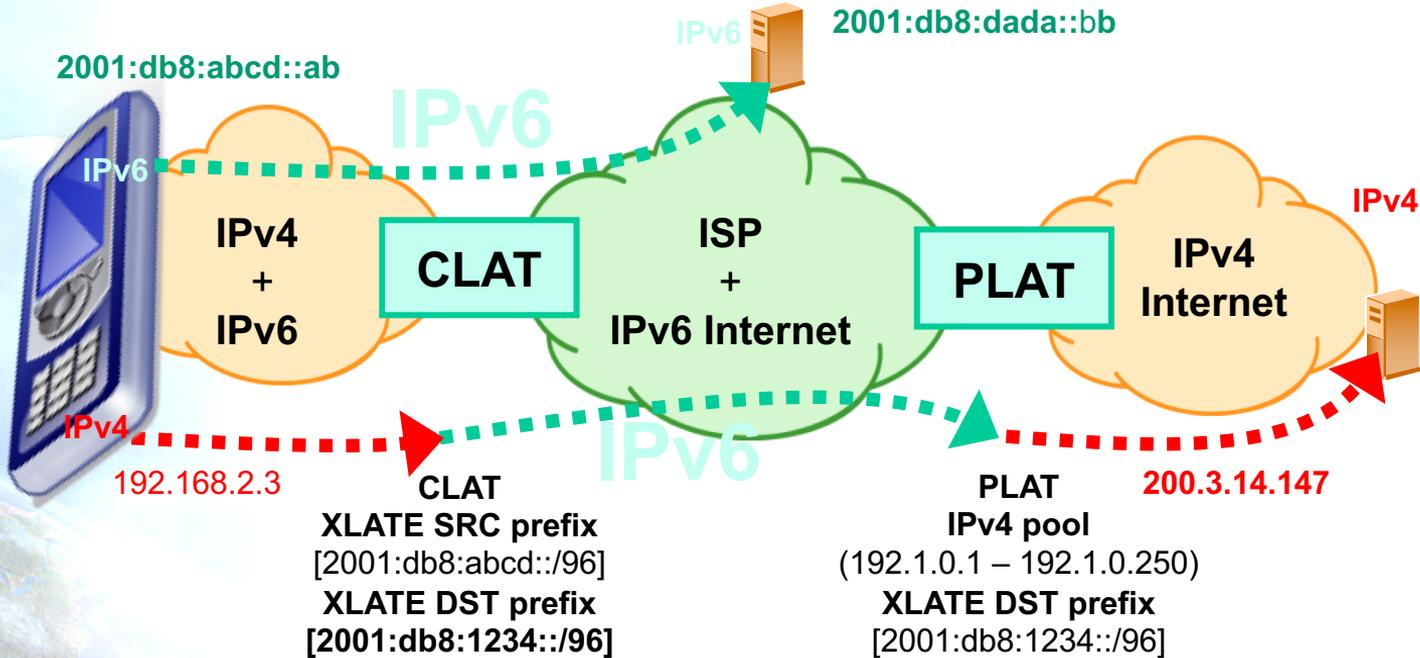 IPv6
2001:db8:dada::bb
2001:db8:abcd::ab
IPv6
IPv6
IPv4
+
IPv6
CLAT
ISP
+
IPv6 Internet
PLAT
IPv4
Internet
IPv4
IPv4
192.168.2.3
IPv6
200.3.14.147
CLAT
XLATE SRC prefix
[2001:db8:abcd::/96]
XLATE DST prefix
[2001:db8:1234::/96]
PLAT
IPv4 pool
(192.1.0.1 – 192.1.0.250)
XLATE DST prefix
[2001:db8:1234::/96]